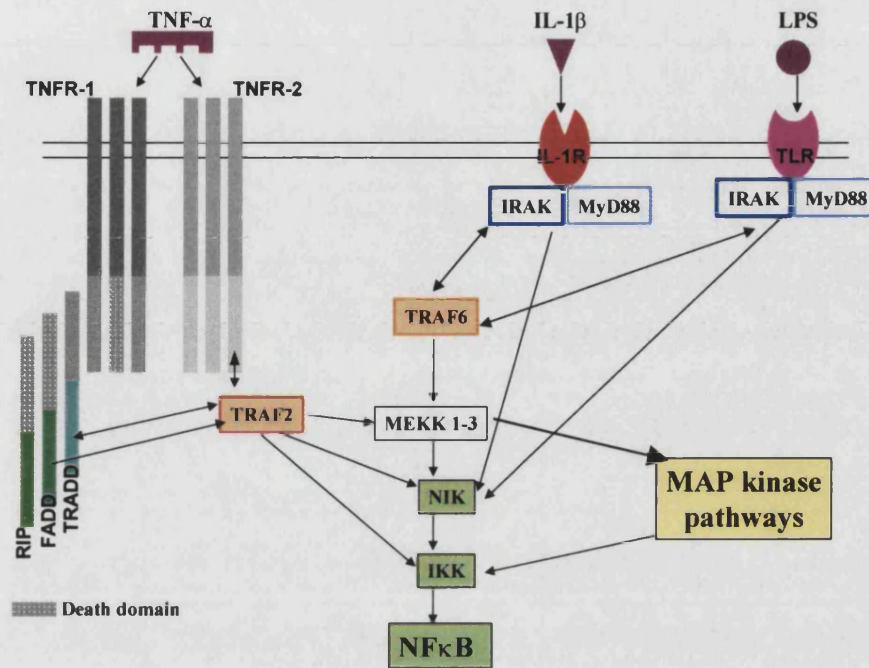 TNF-α
IL-1β
LPS
TNFR-1
TNFR-2
IL-1R
TLR
IRAK
MyD88
IRAK
MyD88
TRAF6
TRAF2
MEKK 1-3
NIK
MAP kinase
pathways
RIP
FADD
TRADD
IKK
Death domain
NFκB